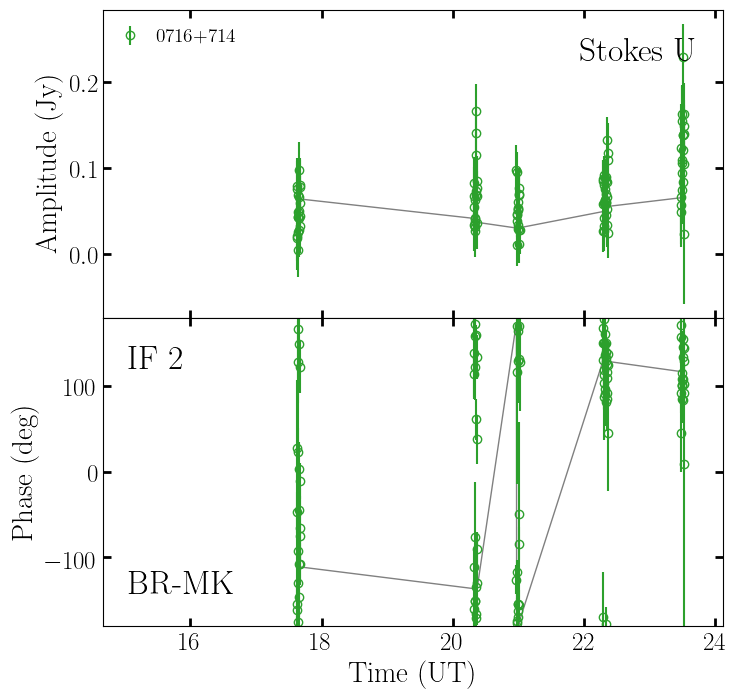 0716+714
Stokes U
0.2
0.1
0.0
Amplitude (Jy)
IF 2
100
0
−100
Phase (deg)
BR-MK
16 18 20 22 24
Time (UT)